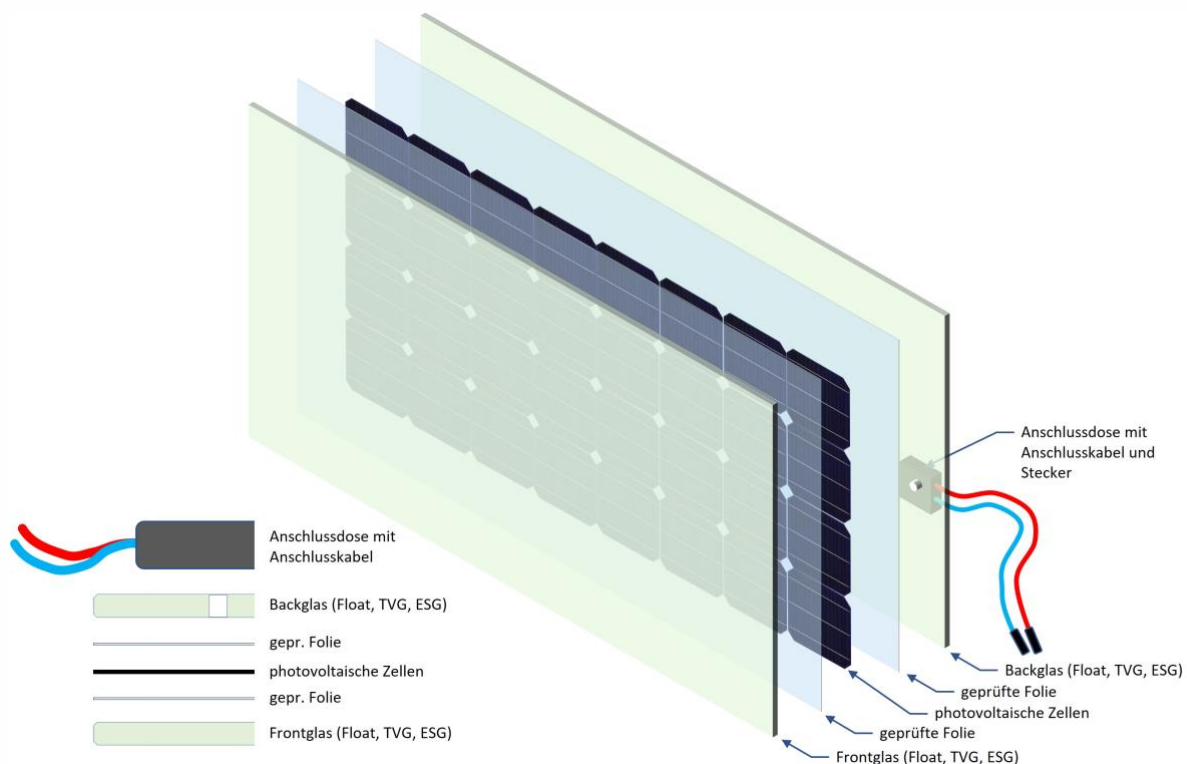 Anschlussdose mit
Anschlusskabel und
Stecker
Anschlussdose mit
Anschlusskabel
Backglas (Float, TVG, ESG)
gepr. Folie
photovoltaische Zellen
gepr. Folie
Frontglas (Float, TVG, ESG)
Backglas (Float, TVG, ESG)
geprüfte Folie
photovoltaische Zellen
geprüfte Folie
Frontglas (Float, TVG, ESG)